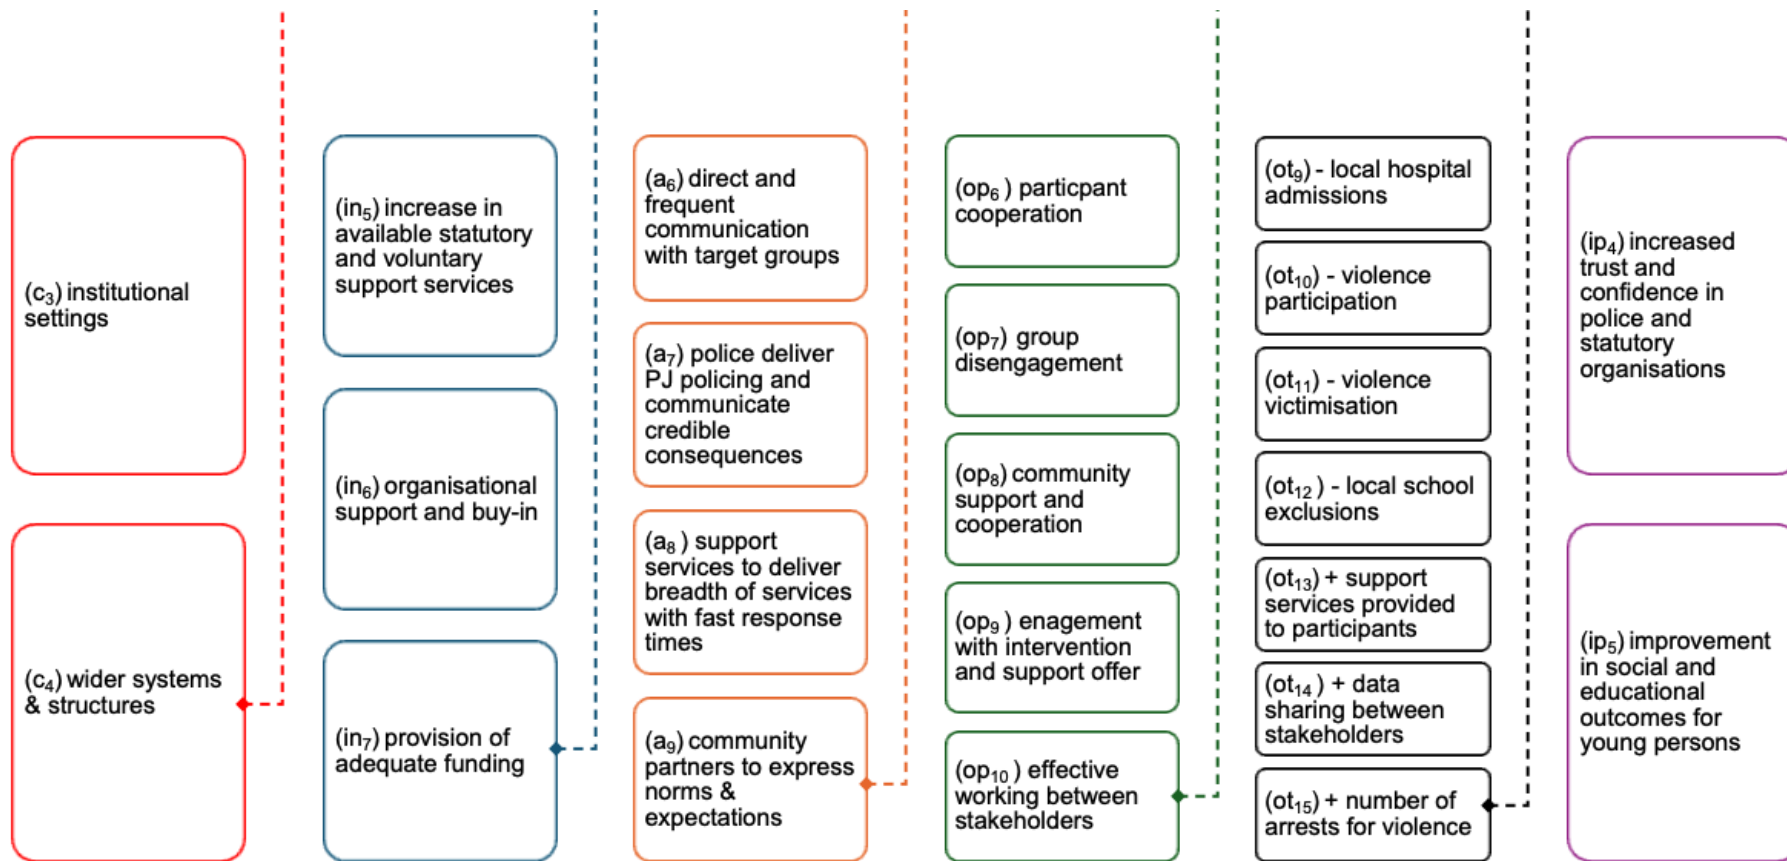 (c3) institutional
settings
(c4) wider systems
& structures
(in5) increase in
available statutory
and voluntary
support services
(in6) organisational
support and buy-in
(in7) provision of
adequate funding
(a6) direct and
frequent
communication
with target groups
(a7) police deliver
PJ policing and
communicate
credible
consequences
(a8) support
services to deliver
breadth of services
with fast response
times
(a9) community
partners to express
norms &
expectations
(op6) particpant
cooperation
(op7) group
disengagement
(op8) community
support and
cooperation
(op9) enagement
with intervention
and support offer
(op10) effective
working between
stakeholders
(ot9) - local hospital
admissions
(ot10) - violence
participation
(ot11) - violence
victimisation
(ot12) - local school
exclusions
(ot13) + support
services provided
to participants
(ot14) + data
sharing between
stakeholders
(ot15) + number of
arrests for violence
(ip4) increased
trust and
confidence in
police and
statutory
organisations
(ip5) improvement
in social and
educational
outcomes for
young persons